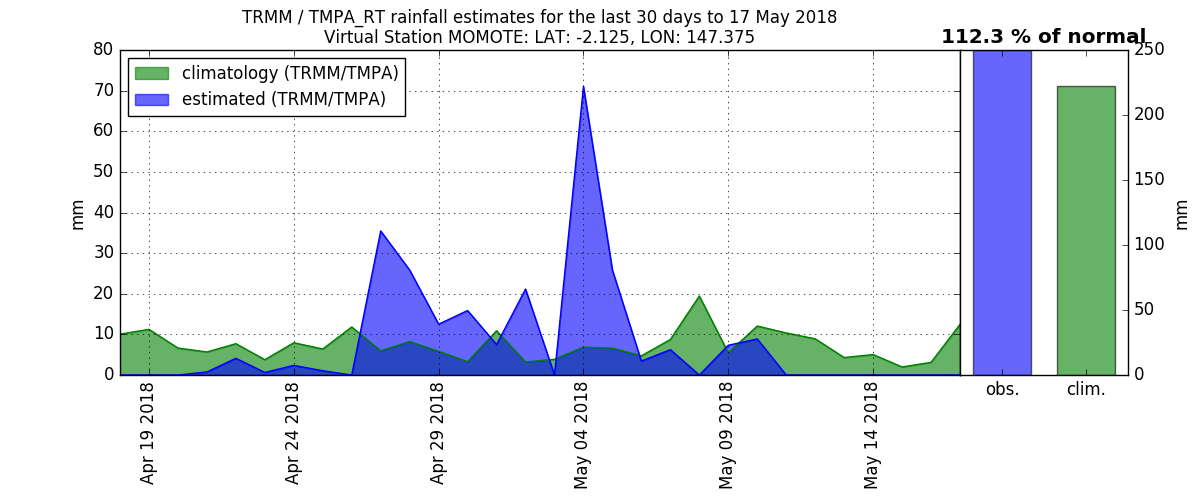 TRMM / TMPA_RT rainfall estimates for the last 30 days to 17 May 2018
Virtual Station MOMOTE: LAT: -2.125, LON: 147.375
112.3 % of normal
climatology (TRMM/TMPA)
estimated (TRMM/TMPA)
mm
80
70
60
50
40
30
20
10
0
Apr 19 2018
Apr 24 2018
Apr 29 2018
May 04 2018
May 09 2018
May 14 2018
obs.
clim.
250
200
150
100
50
0
mm